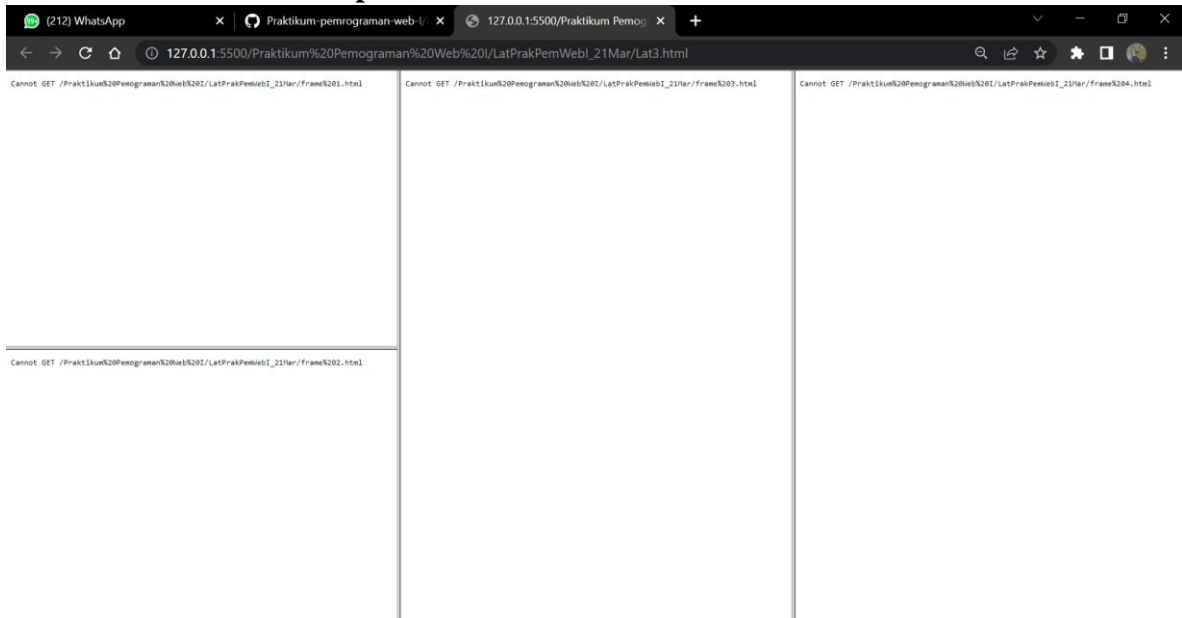 (212) WhatsApp
Praktikum-pemrograman-web-I/
127.0.0.1:5500/Praktikum Pemog
127.0.0.1:5500/Praktikum%20Pemograman%20Web%20I/LatPrakPemWebI_21Mar/Lat3.html
Cannot GET /Praktikum%20Pemograman%20Web%20I/LatPrakPemWebI_21Mar/frame%201.html
Cannot GET /Praktikum%20Pemograman%20Web%20I/LatPrakPemWebI_21Mar/frame%203.html
Cannot GET /Praktikum%20Pemograman%20Web%20I/LatPrakPemWebI_21Mar/frame%204.html
Cannot GET /Praktikum%20Pemograman%20Web%20I/LatPrakPemWebI_21Mar/frame%202.html